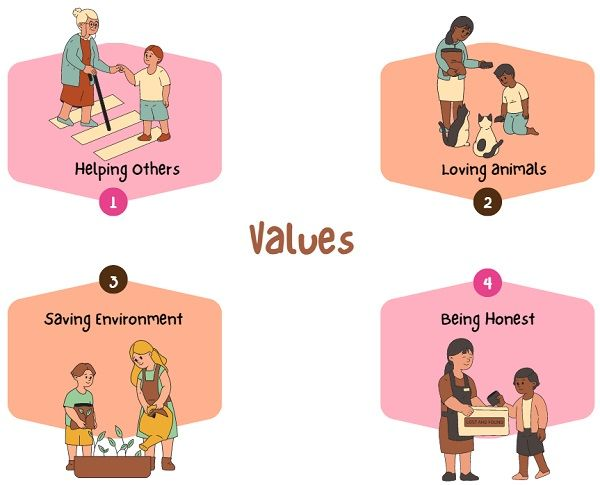 Helping Others
1
Loving animals
2
Values
3
Saving Environment
4
Being Honest
LOST AND FOUND